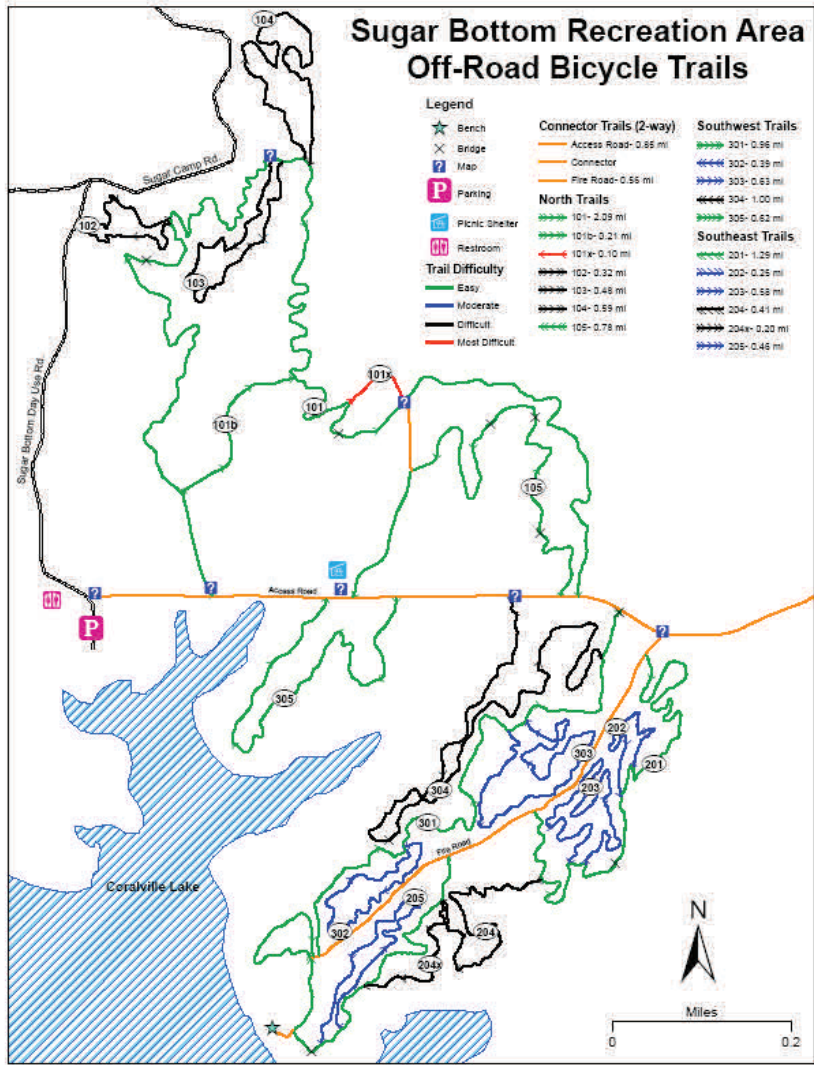 Sugar Bottom Recreation Area
Off-Road Bicycle Trails
Legend
Bench
Bridge
? Map
P Parking
Picnic Shelter
Restroom
Trail Difficulty
Easy
Moderate
Difficult
Most Difficult
Connector Trails (2-way)
Access Road- 0.85 mi
Connector
Fire Road- 0.55 mi
North Trails
101- 2.09 mi
101b- 0.21 mi
101x- 0.10 mi
102- 0.32 mi
103- 0.48 mi
104- 0.59 mi
105- 0.78 mi
Southwest Trails
301- 0.96 mi
302- 0.39 mi
303- 0.63 mi
304- 1.00 mi
305- 0.62 mi
Southeast Trails
201- 1.29 mi
202- 0.26 mi
203- 0.58 mi
204- 0.41 mi
204x- 0.20 mi
205- 0.46 mi
104
Sugar Camp Rd.
?
102
103
Sugar Bottom Day Use Rd.
101x
101
?
101b
105
?
?
Access Road
?
?
P
?
305
202
303
201
203
304
301
Fire Road
Coralville Lake
205
302
204
204x
N
Miles
0
0.2